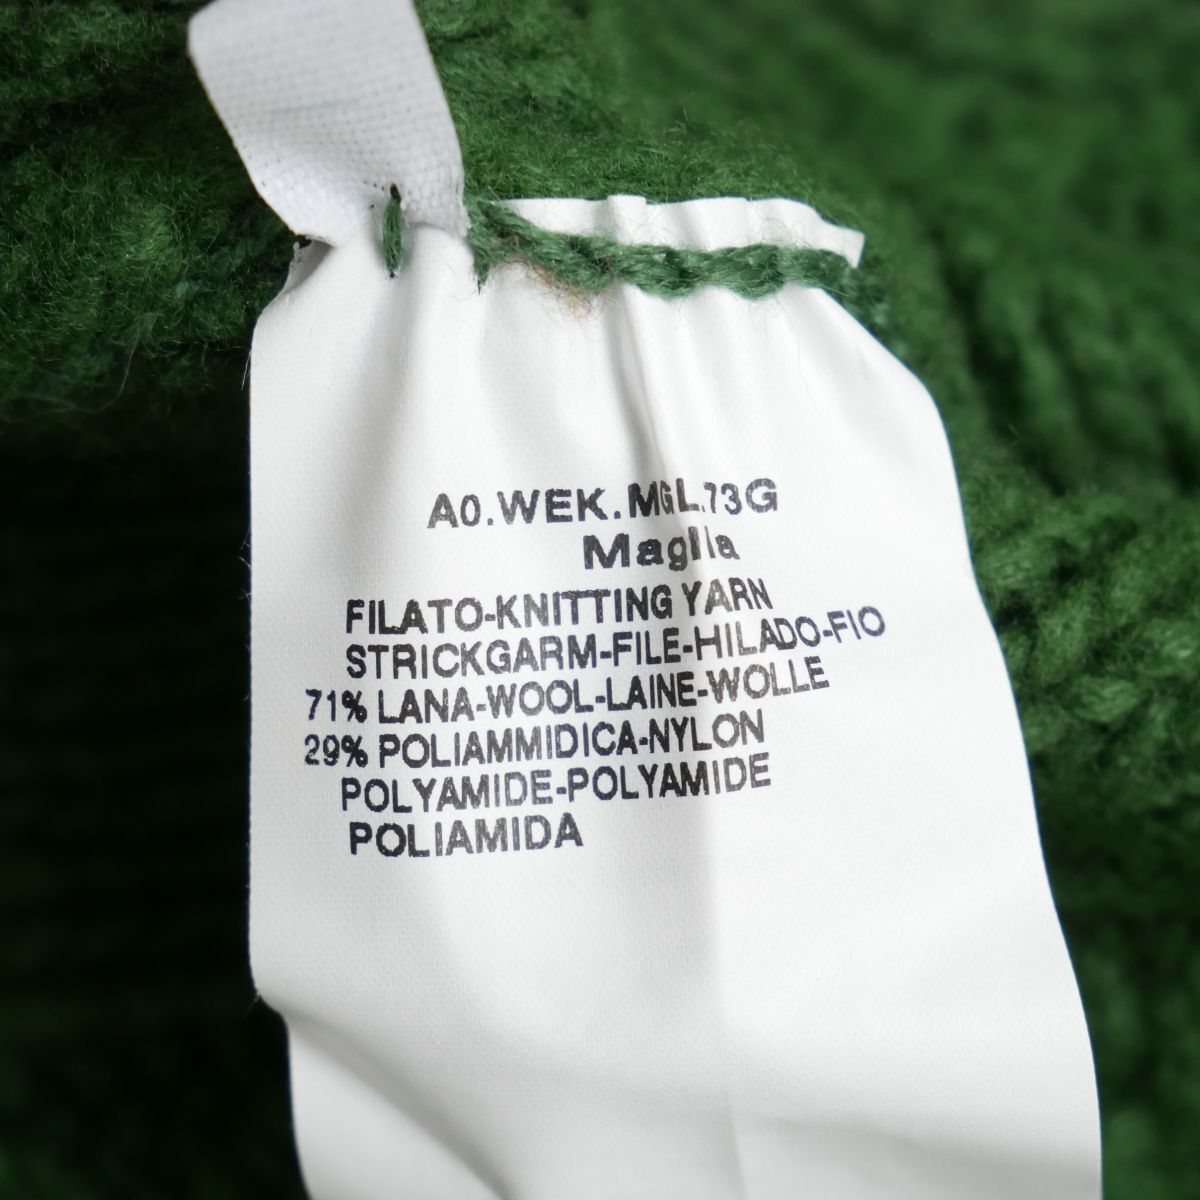 A0.WEK.MGL.73G
Maglia
FILATO-KNITTING YARN
STRICKGARM-FILE-HILADO-FIO
71% LANA-WOOL-LAINE-WOLLE
29% POLIAMMIDICA-NYLON
POLYAMIDE-POLYAMIDE
POLIAMIDA